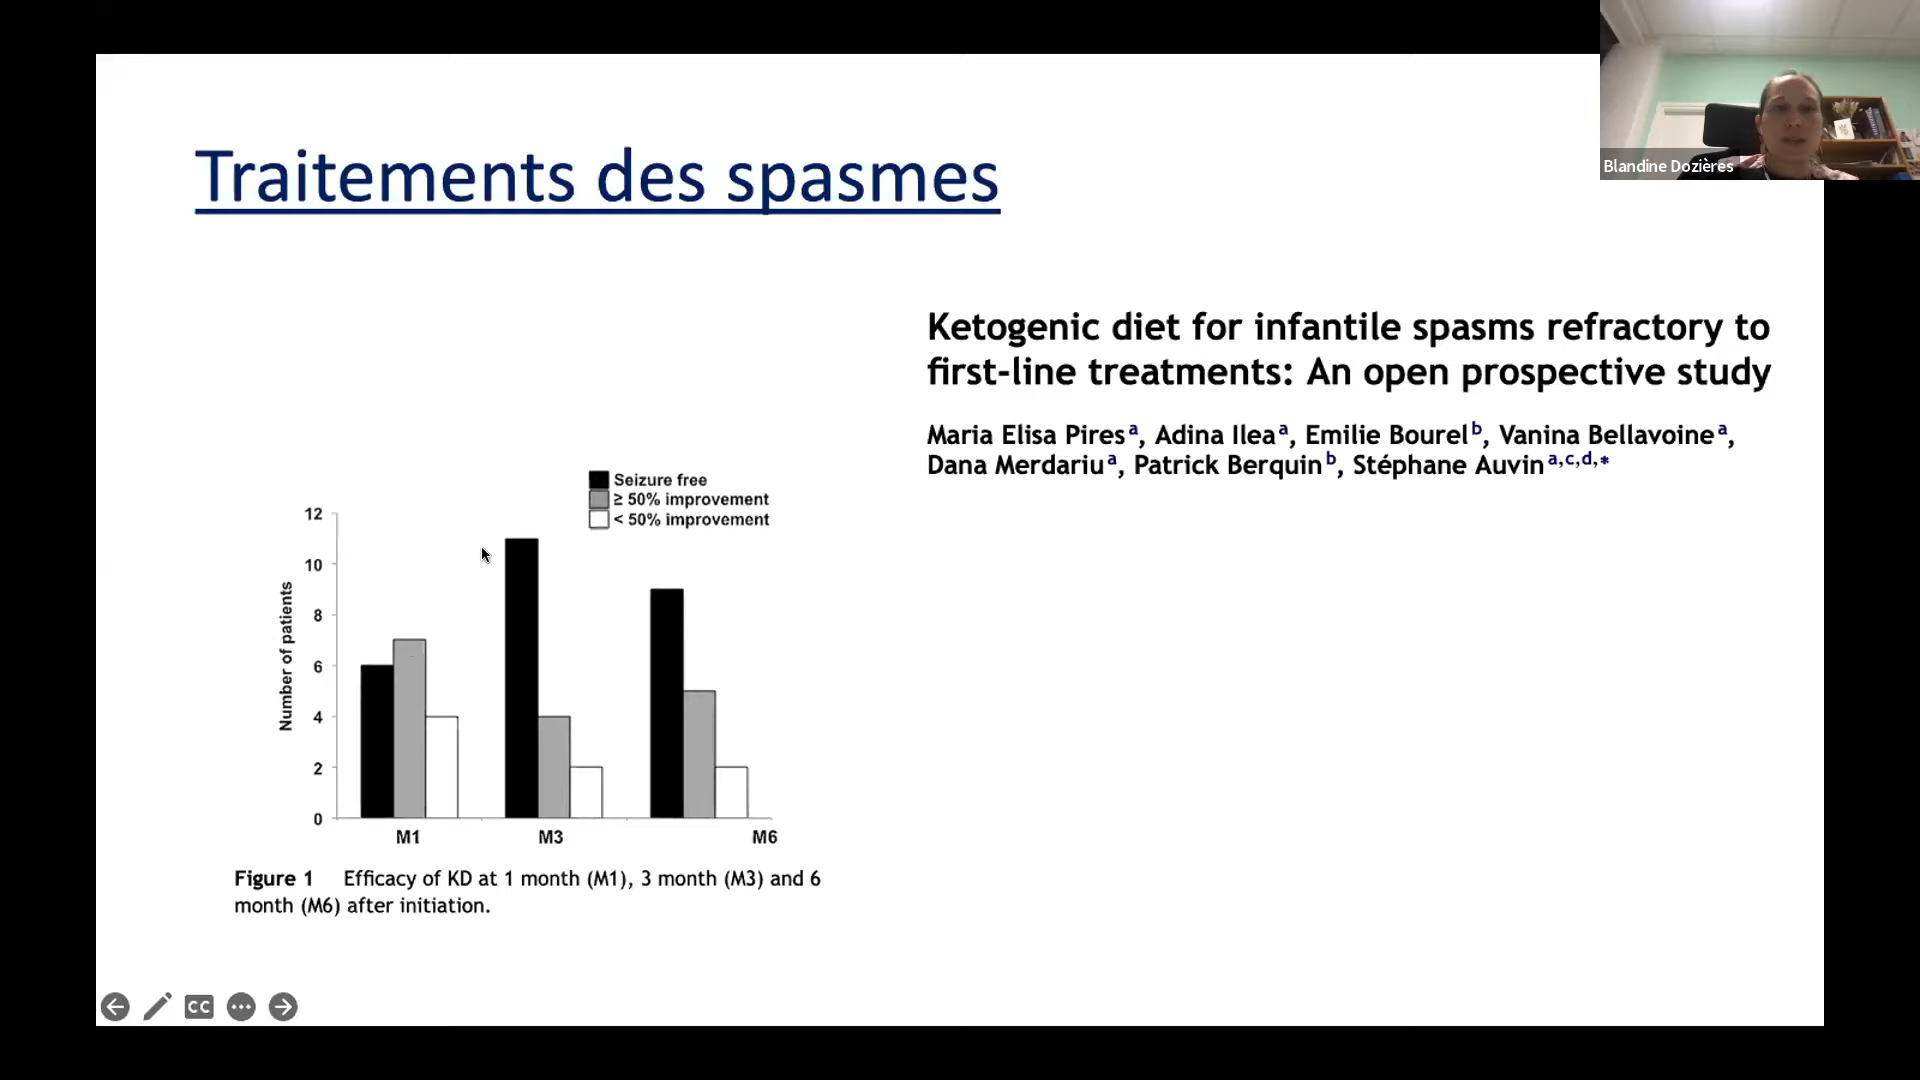 Traitements des spasmes
Blandine Dozières
Ketogenic diet for infantile spasms refractory to
first-line treatments: An open prospective study
Maria Elisa Pires a, Adina Ilea a, Emilie Bourel b, Vanina Bellavoine a,
Dana Merdariu a, Patrick Berquin b, Stéphane Auvin a,c,d,*
Seizure free
≥ 50% improvement
< 50% improvement
Number of patients
12
10
8
6
4
2
0
M1 M3 M6
Figure 1 Efficacy of KD at 1 month (M1), 3 month (M3) and 6
month (M6) after initiation.
CC